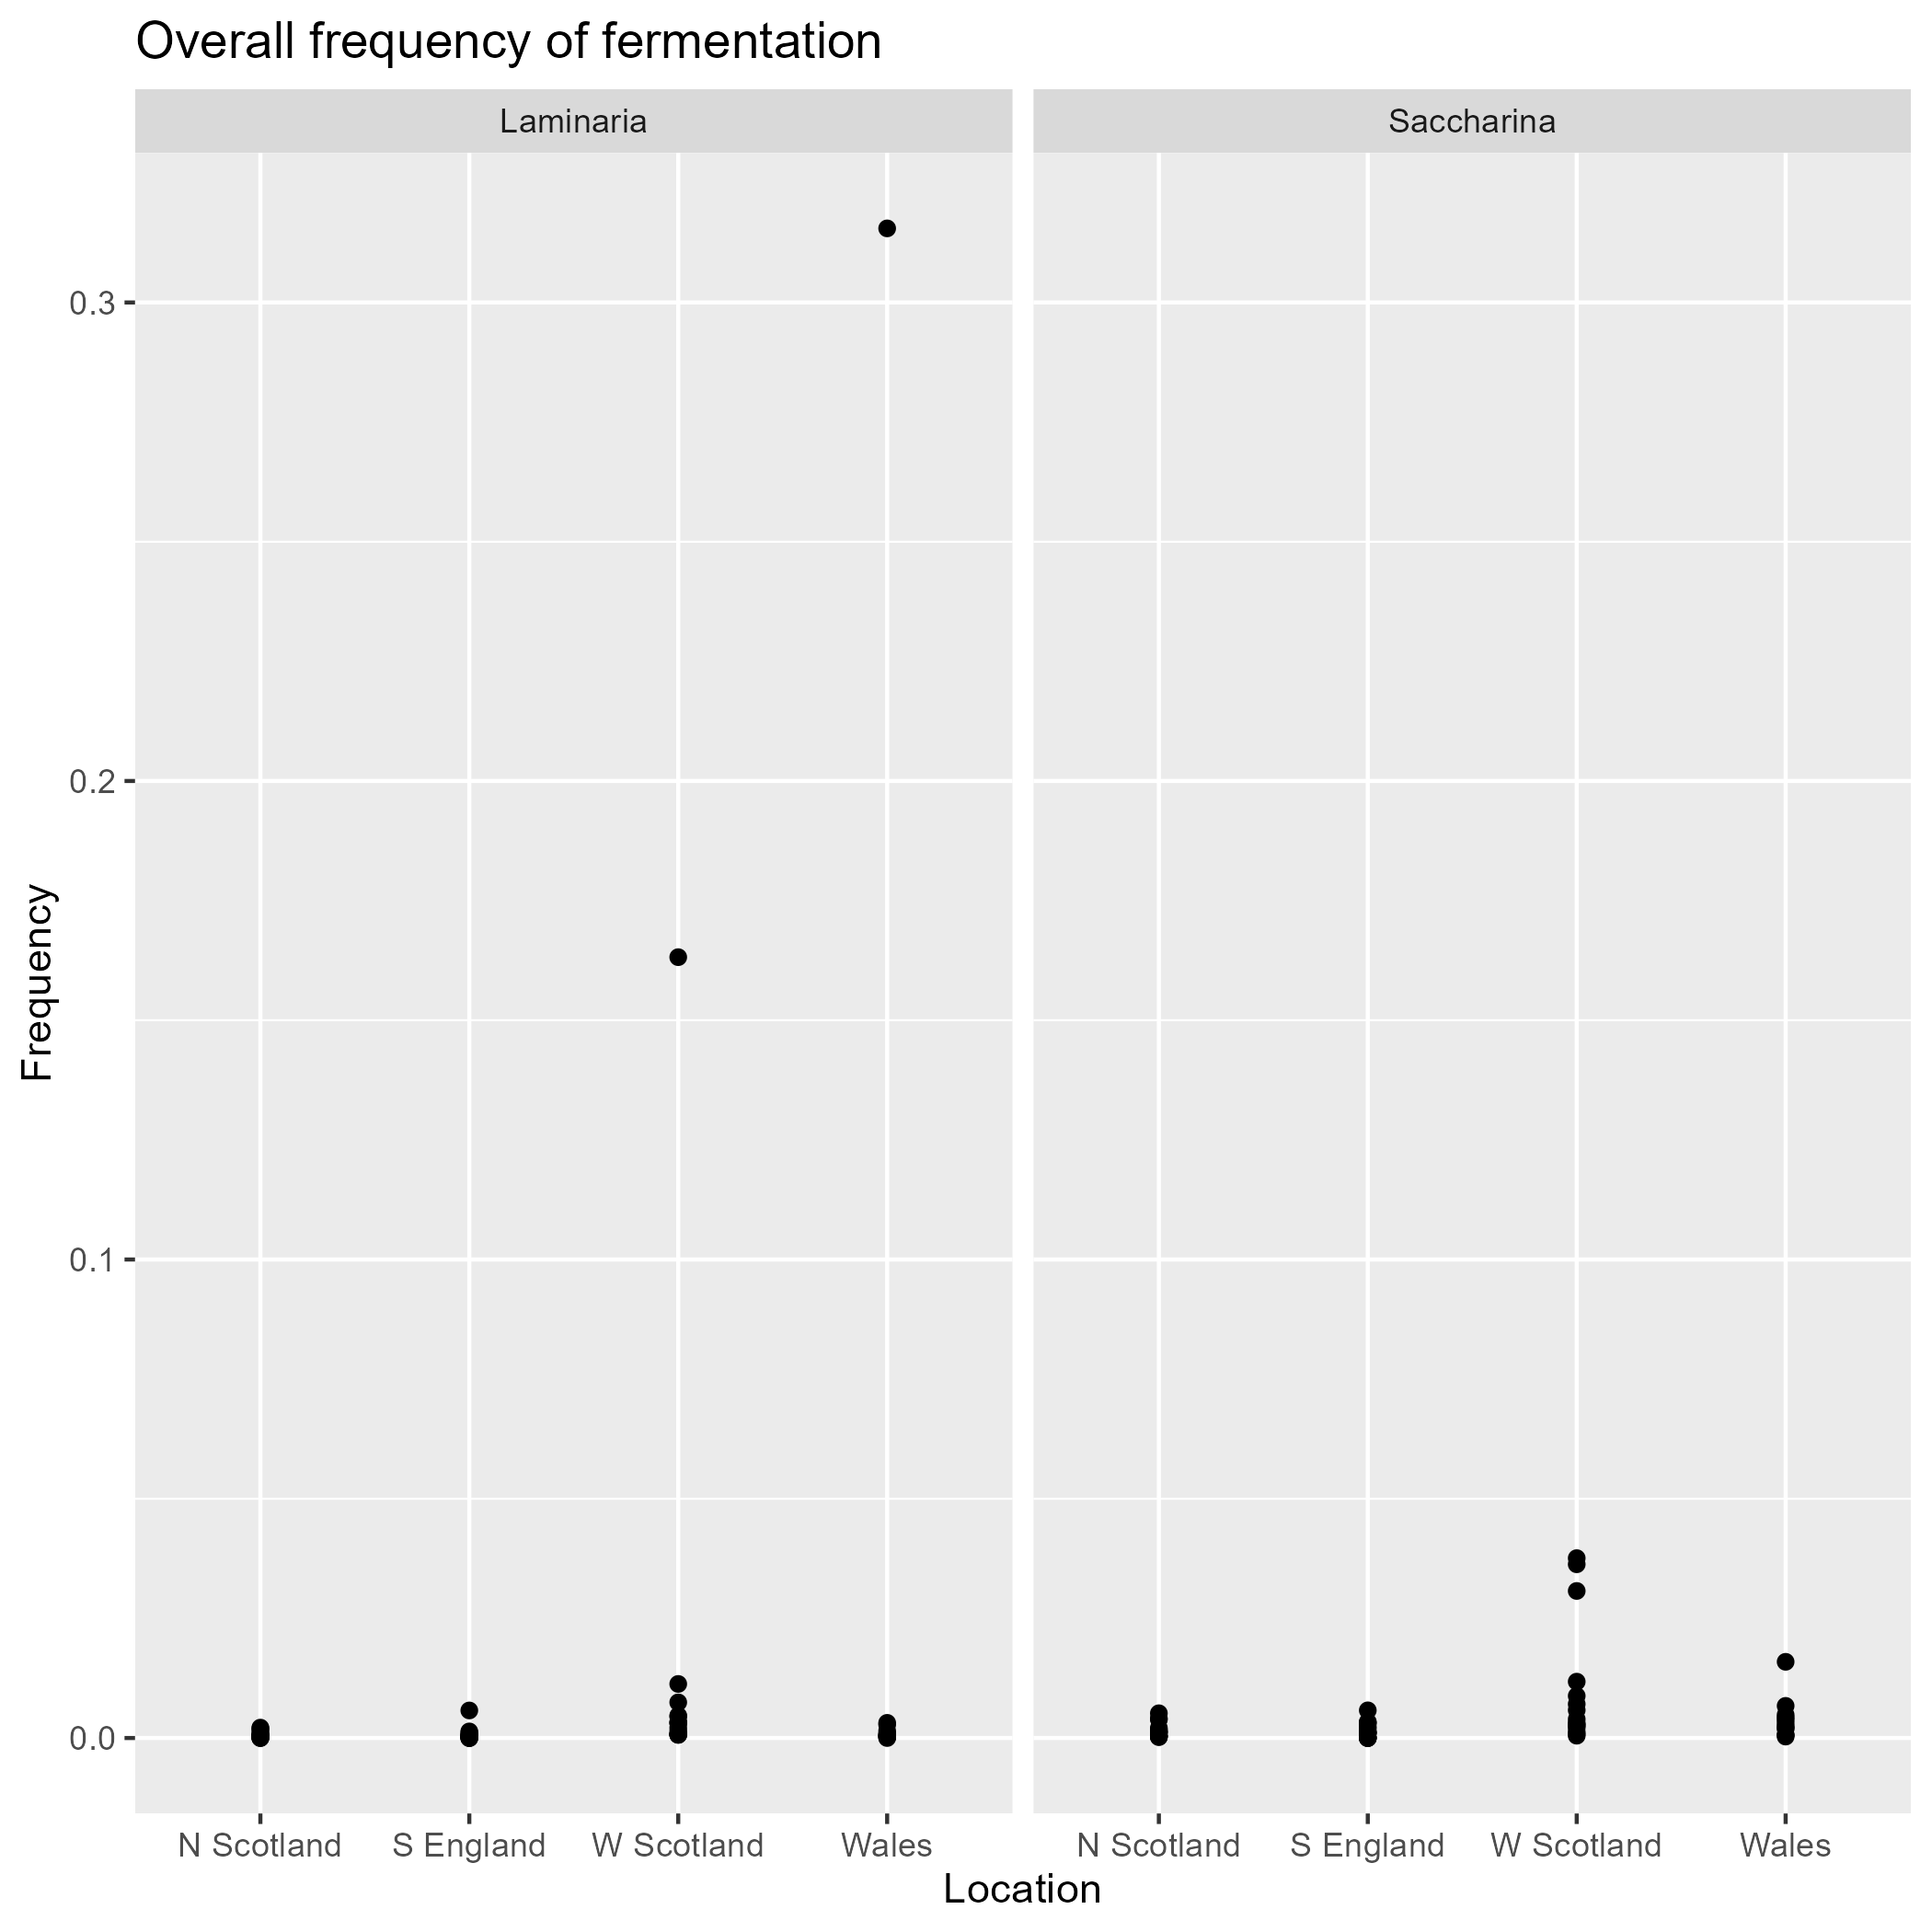 Overall frequency of fermentation
Laminaria
Saccharina
Frequency
0.3
0.2
0.1
0.0
N Scotland S England W Scotland Wales
N Scotland S England W Scotland Wales
Location